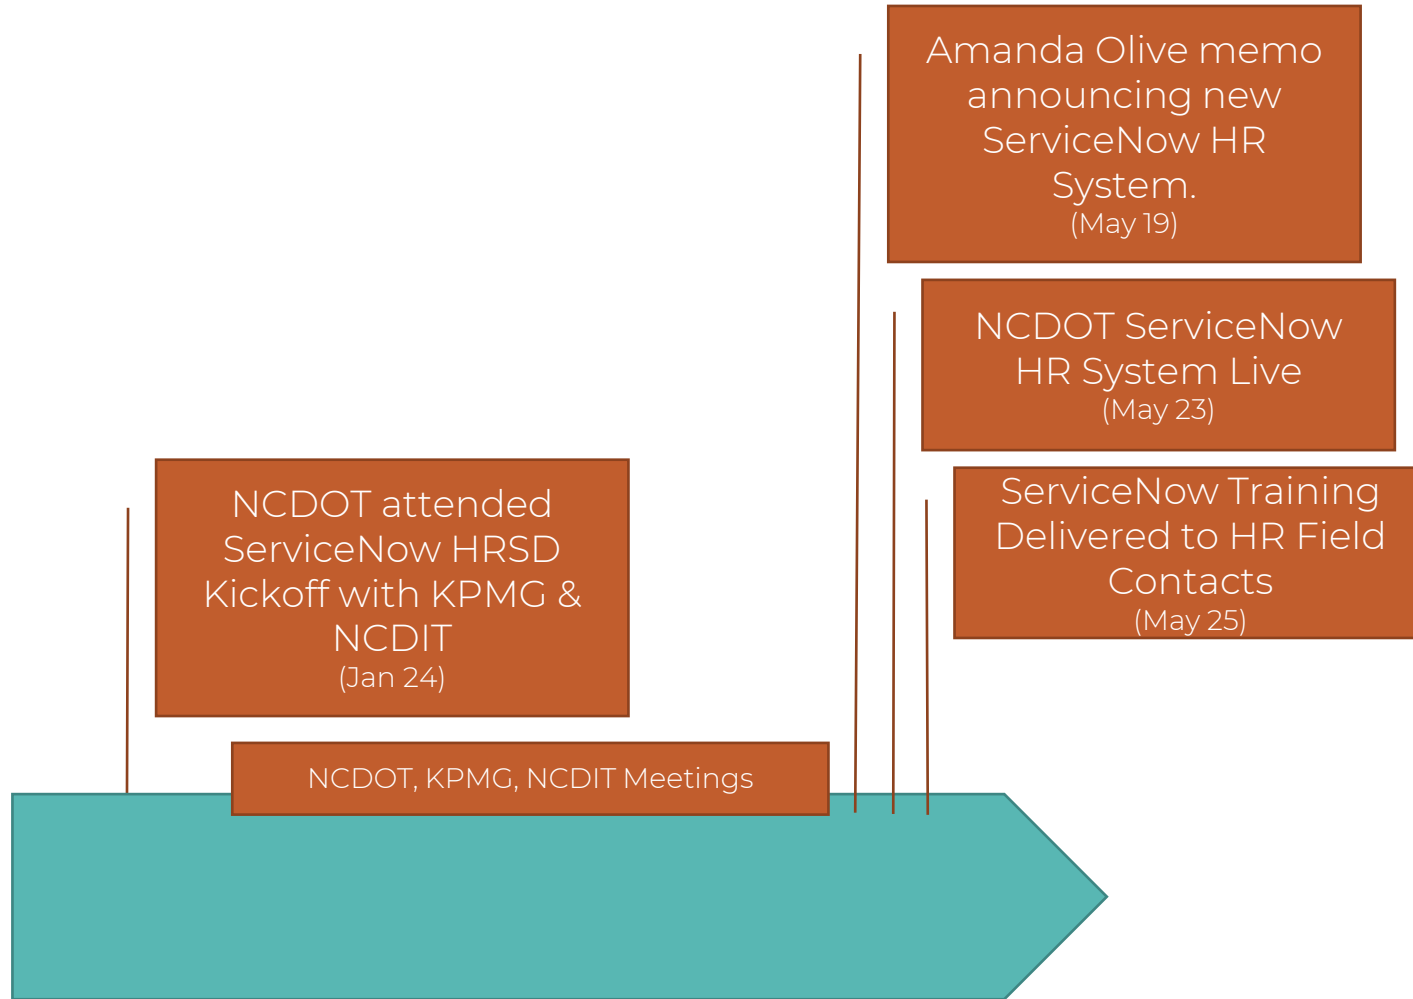 Amanda Olive memo
announcing new
ServiceNow HR
System.
(May 19)
NCDOT ServiceNow
HR System Live
(May 23)
ServiceNow Training
Delivered to HR Field
Contacts
(May 25)
NCDOT attended
ServiceNow HRSD
Kickoff with KPMG &
NCDIT
(Jan 24)
NCDOT, KPMG, NCDIT Meetings